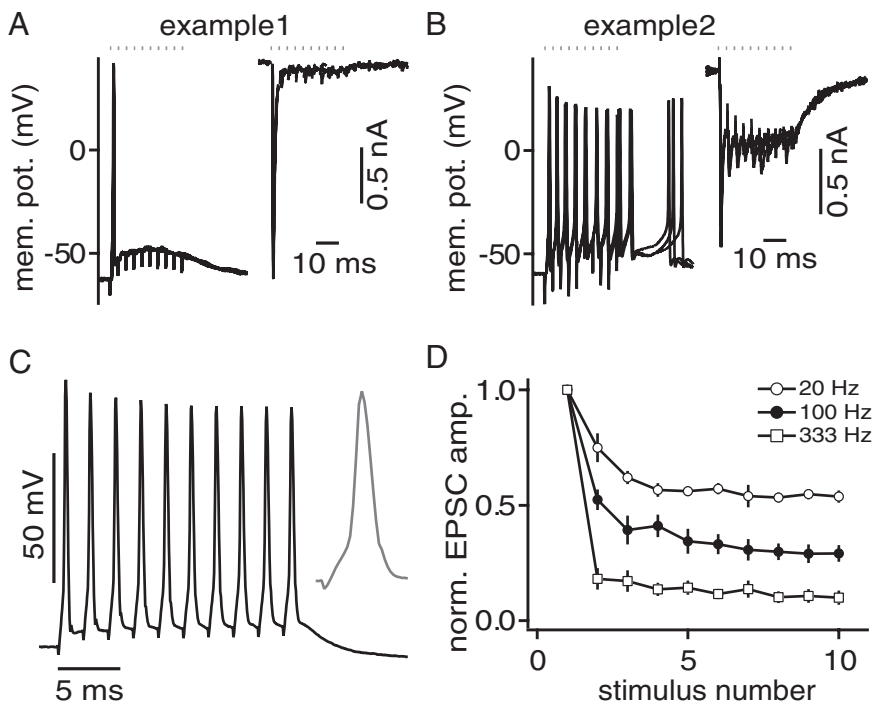 A
example1
mem. pot. (mV)
0
-50
0.5 nA
10 ms
B
example2
mem. pot. (mV)
0
-50
0.5 nA
10 ms
C
50 mV
5 ms
D
norm. EPSC amp.
1.0
0.5
0.0
20 Hz
100 Hz
333 Hz
0
5
10
stimulus number